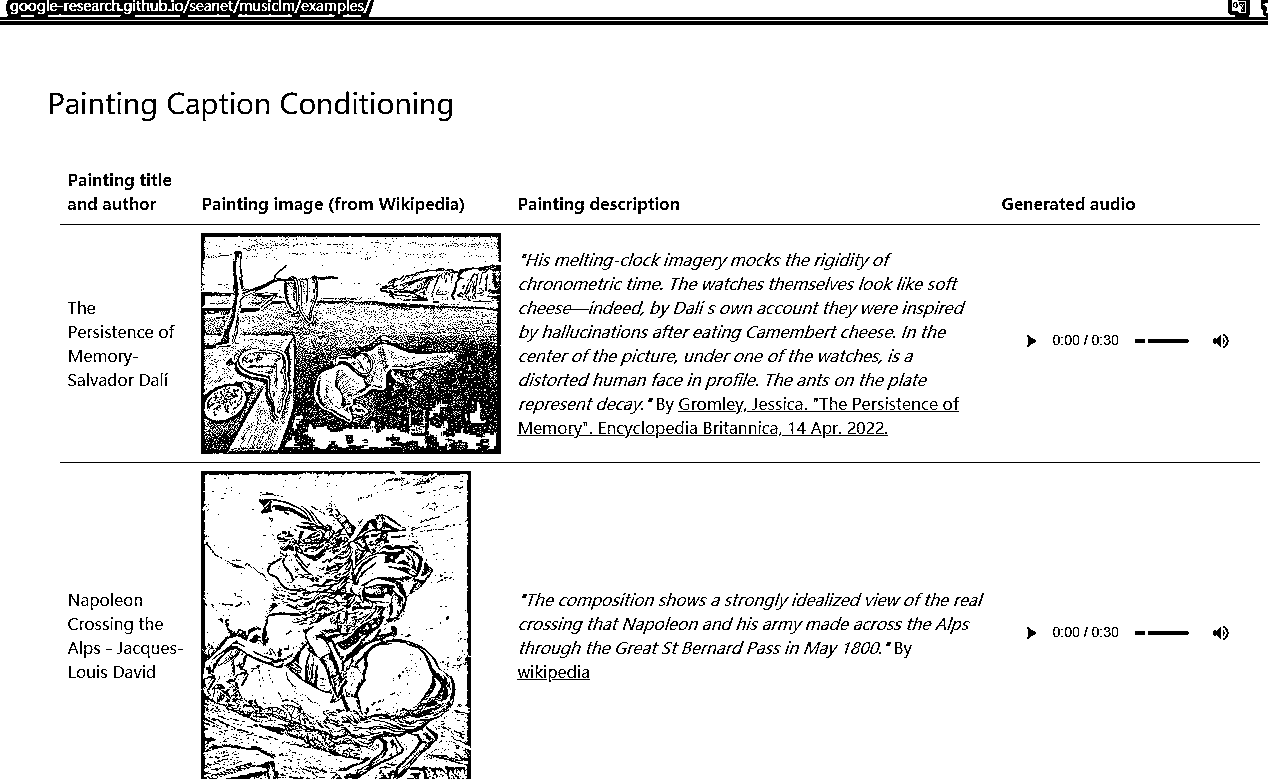 google-research.github.io/seanet/musiclm/examples/
Painting Caption Conditioning
Painting title
and author
Painting image (from Wikipedia)
Painting description
Generated audio
The
Persistence of
Memory-
Salvador Dalí
"His melting-clock imagery mocks the rigidity of
chronometric time. The watches themselves look like soft
cheese—indeed, by Dalí s own account they were inspired
by hallucinations after eating Camembert cheese. In the
center of the picture, under one of the watches, is a
distorted human face in profile. The ants on the plate
represent decay." By Gromley, Jessica. "The Persistence of
Memory". Encyclopedia Britannica, 14 Apr. 2022.
0:00 / 0:30
Napoleon
Crossing the
Alps - Jacques-
Louis David
"The composition shows a strongly idealized view of the real
crossing that Napoleon and his army made across the Alps
through the Great St Bernard Pass in May 1800." By
wikipedia
0:00 / 0:30